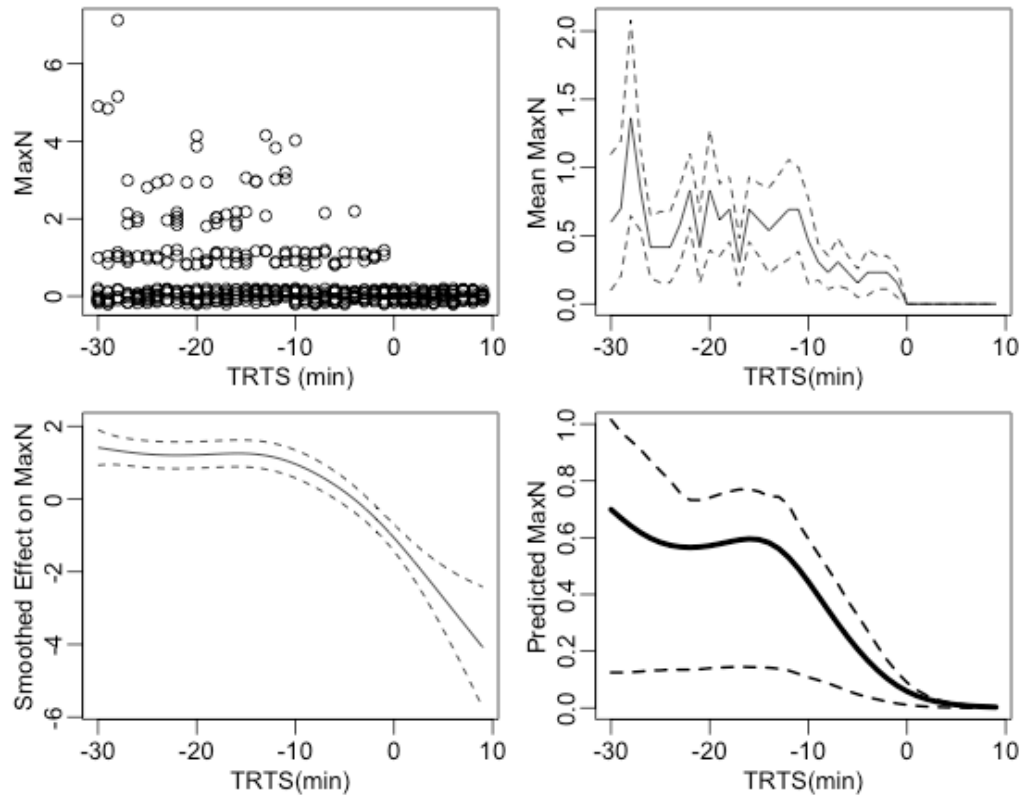 MaxN
6
4
2
0
-30 -20 -10 0 10
TRTS (min)
Mean MaxN
2.0
1.5
1.0
0.5
0.0
-30 -20 -10 0 10
TRTS(min)
Smoothed Effect on MaxN
2
0
-2
-4
-6
-30 -20 -10 0 10
TRTS(min)
Predicted MaxN
1.0
0.8
0.6
0.4
0.2
0.0
-30 -20 -10 0 10
TRTS(min)